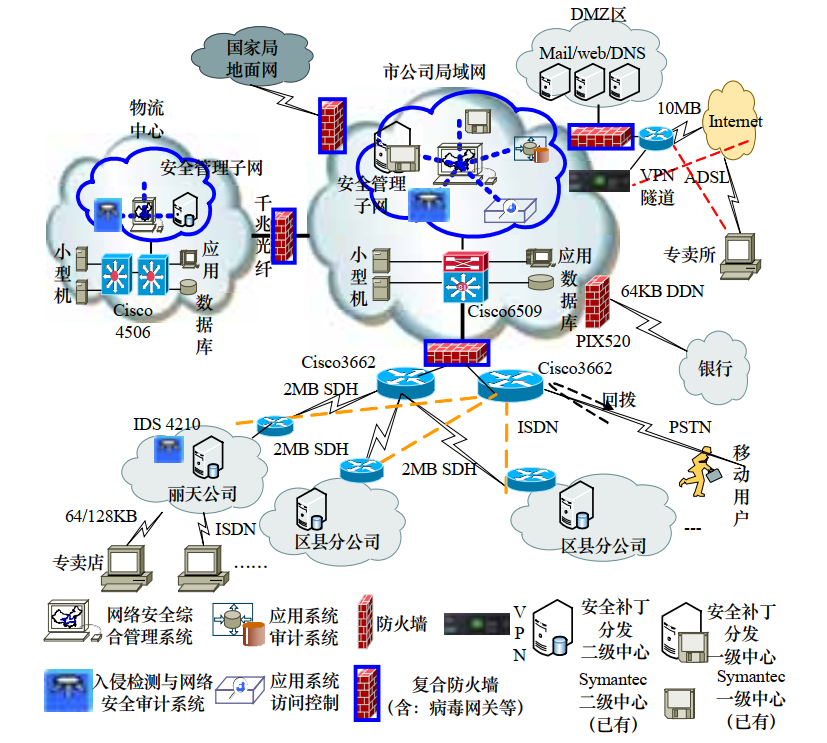 DMZ区
国家局
地面网
Mail/web/DNS
市公司局域网
物流
中心
10MB
Internet
安全管理子网
安全管理
子网
VPN
隧道
ADSL
千
兆
光
纤
专卖所
小
型
机
应
用
数
据
库
Cisco
4506
小
型
机
应用
数
据
库
Cisco6509
64KB DDN
PIX520
银行
Cisco3662
Cisco3662
2MB SDH
回拨
IDS 4210
ISDN
PSTN
2MB SDH
2MB SDH
移
动
用
户
丽天公司
64/128KB
ISDN
区县分公司
区县分公司
---
专卖店
……
网络安全综
合管理系统
应用系统
审计系统
防火墙
V
P
N
安全补丁
分发
二级中心
安全补丁
分发
一级中心
入侵检测与网络
安全审计系统
应用系统
访问控制
复合防火墙
(含：病毒网关等)
Symantec
二级中心
(已有)
Symantec
一级中心
(已有)